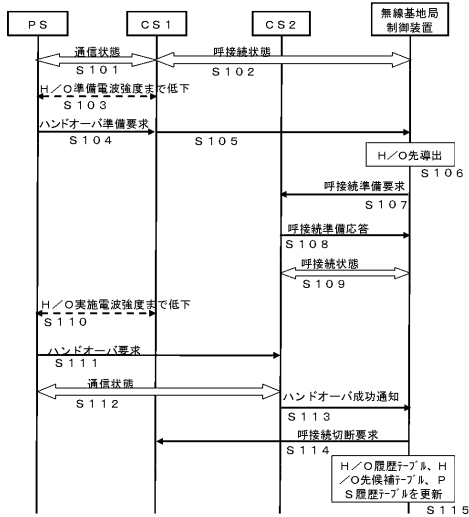 ＰＳ
ＣＳ１
ＣＳ２
無線基地局
制御装置
通信状態
Ｓ１０１
呼接続状態
Ｓ１０２
Ｈ／Ｏ準備電波強度まで低下
Ｓ１０３
ハンドオーバ準備要求
Ｓ１０４
Ｓ１０５
Ｈ／Ｏ先導出
Ｓ１０６
呼接続準備要求
Ｓ１０７
呼接続準備応答
Ｓ１０８
呼接続状態
Ｓ１０９
Ｈ／Ｏ実施電波強度まで低下
Ｓ１１０
ハンドオーバ要求
Ｓ１１１
通信状態
Ｓ１１２
ハンドオーバ成功通知
Ｓ１１３
呼接続切断要求
Ｓ１１４
Ｈ／Ｏ履歴テーブル、Ｈ
／Ｏ先候補テーブル、Ｐ
Ｓ履歴テーブルを更新
Ｓ１１５